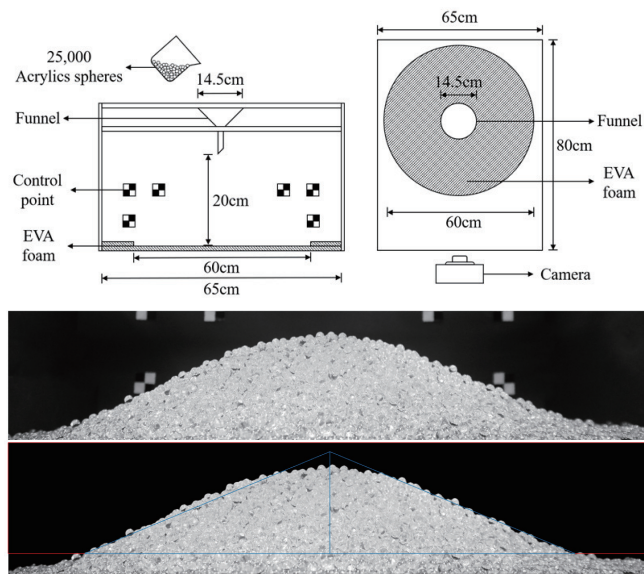 25,000
Acrylics spheres
14.5cm
Funnel
Control
point
20cm
EVA
foam
60cm
65cm
65cm
14.5cm
Funnel
80cm
EVA
foam
60cm
Camera